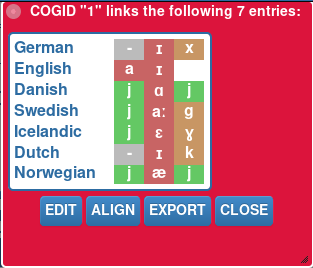 COGID "1" links the following 7 entries:
German - ɪ x
English a ɪ
Danish j ɑ j
Swedish j aː g
Icelandic j ɛ ɣ
Dutch - ɪ k
Norwegian j æ j
EDIT ALIGN EXPORT CLOSE